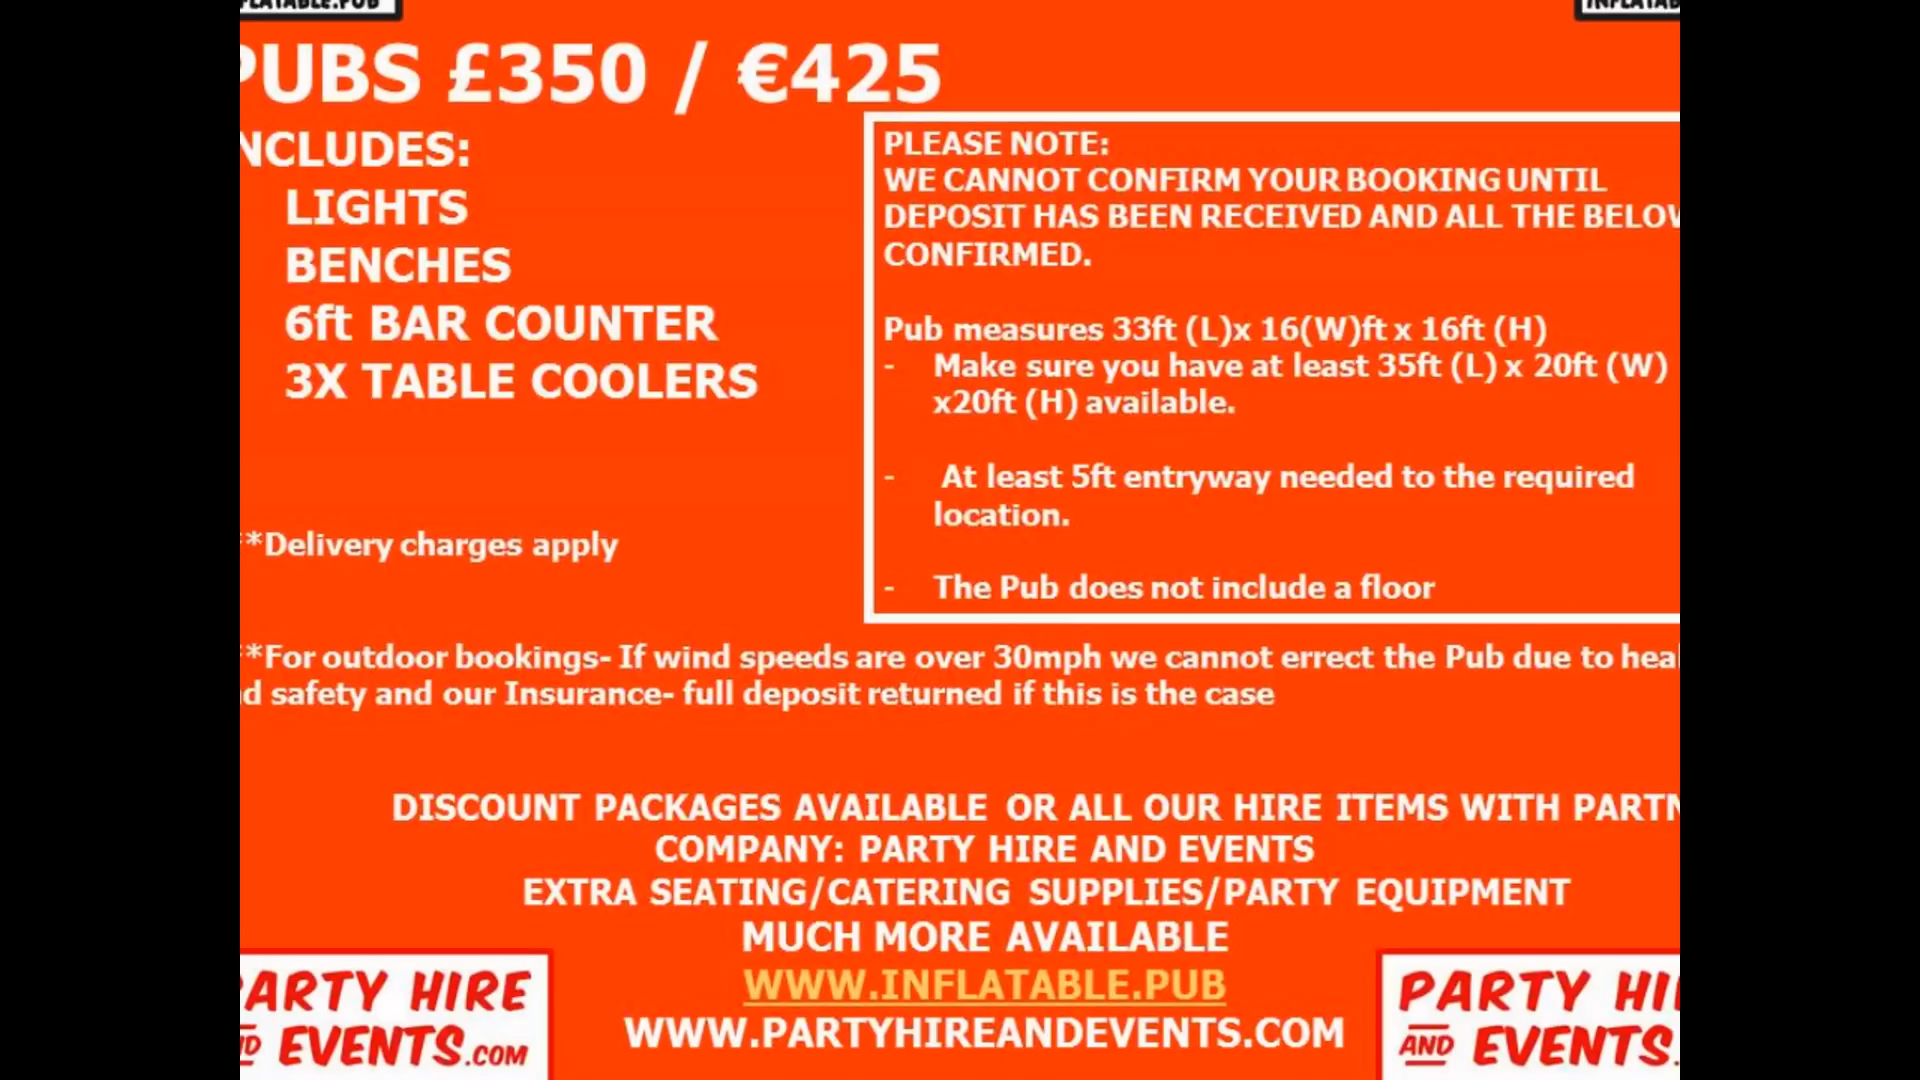 PUBS £350 / €425
INCLUDES:
LIGHTS
BENCHES
6ft BAR COUNTER
3X TABLE COOLERS
**Delivery charges apply
PLEASE NOTE:
WE CANNOT CONFIRM YOUR BOOKING UNTIL
DEPOSIT HAS BEEN RECEIVED AND ALL THE BELOW
CONFIRMED.
Pub measures 33ft (L)x 16(W)ft x 16ft (H)
- Make sure you have at least 35ft (L) x 20ft (W)
x20ft (H) available.
- At least 5ft entryway needed to the required
location.
- The Pub does not include a floor
**For outdoor bookings- If wind speeds are over 30mph we cannot errect the Pub due to heal
d safety and our Insurance- full deposit returned if this is the case
DISCOUNT PACKAGES AVAILABLE OR ALL OUR HIRE ITEMS WITH PARTN
COMPANY: PARTY HIRE AND EVENTS
EXTRA SEATING/CATERING SUPPLIES/PARTY EQUIPMENT
MUCH MORE AVAILABLE
WWW.INFLATABLE.PUB
WWW.PARTYHIREANDEVENTS.COM
PARTY HIRE
AND EVENTS.COM
PARTY HI
AND EVENTS.